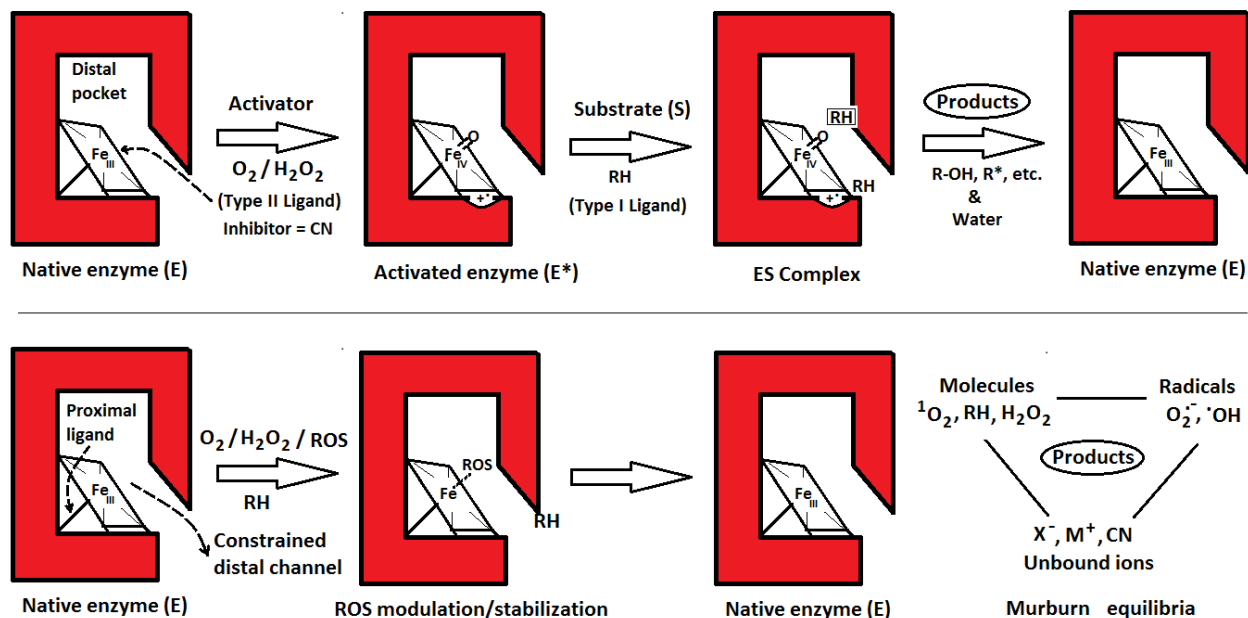 Distal
pocket
Fe
III
Native enzyme (E)
Activator
O2 / H2O2
(Type II Ligand)
Inhibitor = CN
O
Fe
IV
+•
Activated enzyme (E*)
Substrate (S)
RH
(Type I Ligand)
RH
O
Fe
IV
RH
+•
ES Complex
Products
R-OH, R*, etc.
&
Water
Fe
III
Native enzyme (E)
Proximal
ligand
Fe
III
Native enzyme (E)
O2 / H2O2 / ROS
RH
Constrained
distal channel
ROS
Fe
RH
ROS modulation/stabilization
Fe
III
Native enzyme (E)
Molecules
1O2, RH, H2O2
Radicals
O2•-, •OH
Products
X-, M+, CN
Unbound ions
Murburn equilibria